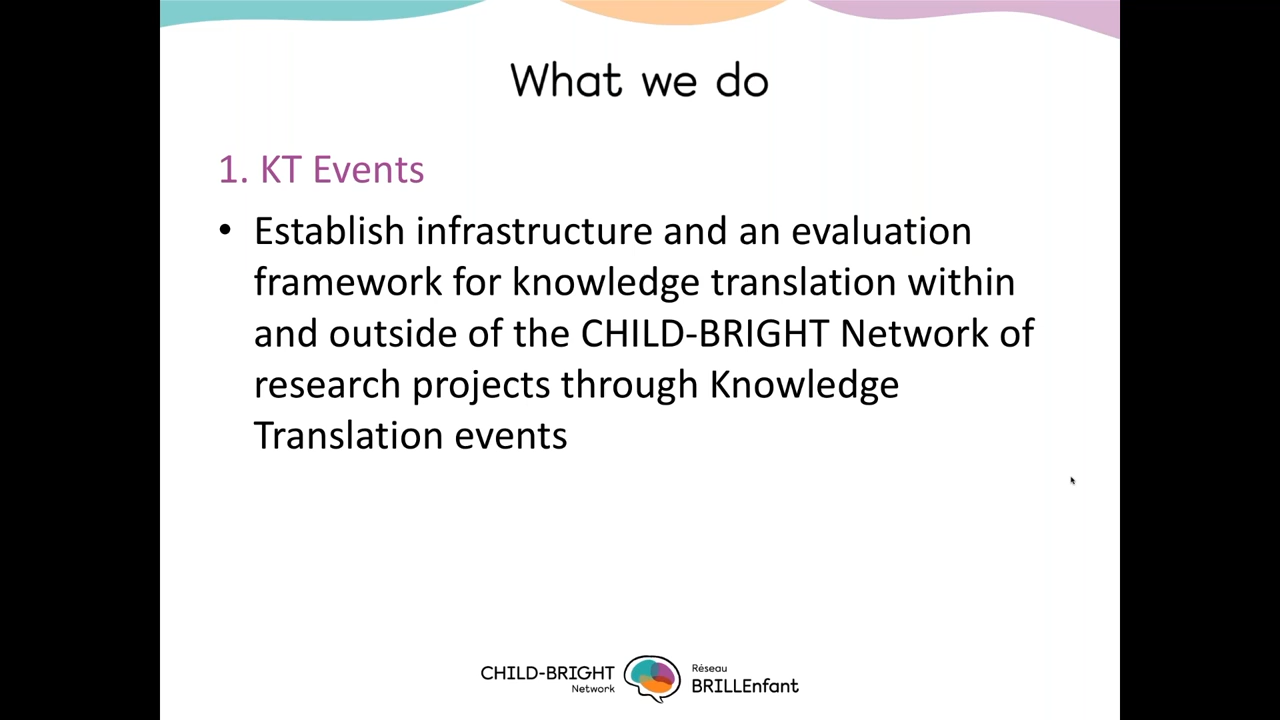 What we do
1. KT Events
• Establish infrastructure and an evaluation
framework for knowledge translation within
and outside of the CHILD-BRIGHT Network of
research projects through Knowledge
Translation events
CHILD-BRIGHT
Network
Réseau
BRILLEnfant